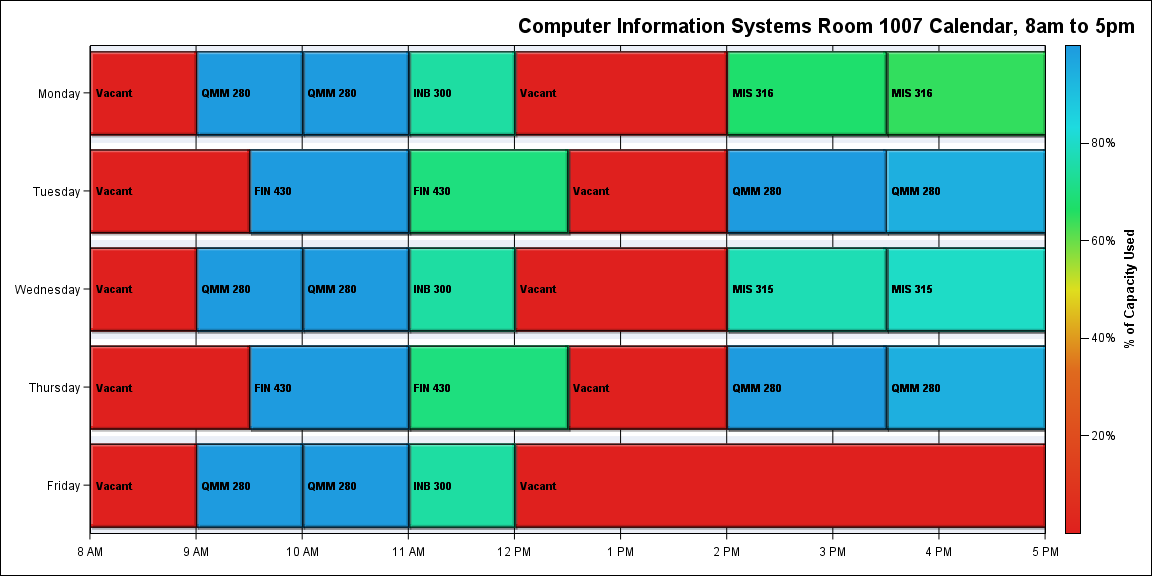 Computer Information Systems Room 1007 Calendar, 8am to 5pm
Monday
Vacant
QMM 280
QMM 280
INB 300
Vacant
MIS 316
MIS 316
Tuesday
Vacant
FIN 430
FIN 430
Vacant
QMM 280
QMM 280
Wednesday
Vacant
QMM 280
QMM 280
INB 300
Vacant
MIS 315
MIS 315
Thursday
Vacant
FIN 430
FIN 430
Vacant
QMM 280
QMM 280
Friday
Vacant
QMM 280
QMM 280
INB 300
Vacant
8 AM
9 AM
10 AM
11 AM
12 PM
1 PM
2 PM
3 PM
4 PM
5 PM
80%
60%
40%
20%
% of Capacity Used